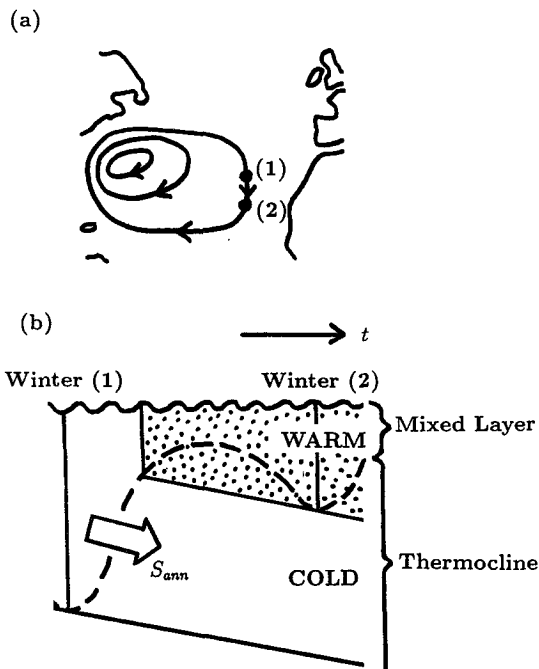 (a)
(1)
(2)
(b)
t
Winter (1) Winter (2)
WARM
Mixed Layer
S_ann
COLD
Thermocline